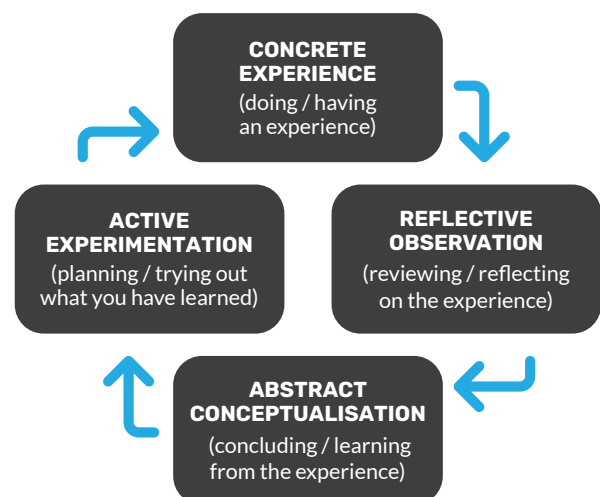 CONCRETE
EXPERIENCE
(doing / having
an experience)
REFLECTIVE
OBSERVATION
(reviewing / reflecting
on the experience)
ABSTRACT
CONCEPTUALISATION
(concluding / learning
from the experience)
ACTIVE
EXPERIMENTATION
(planning / trying out
what you have learned)